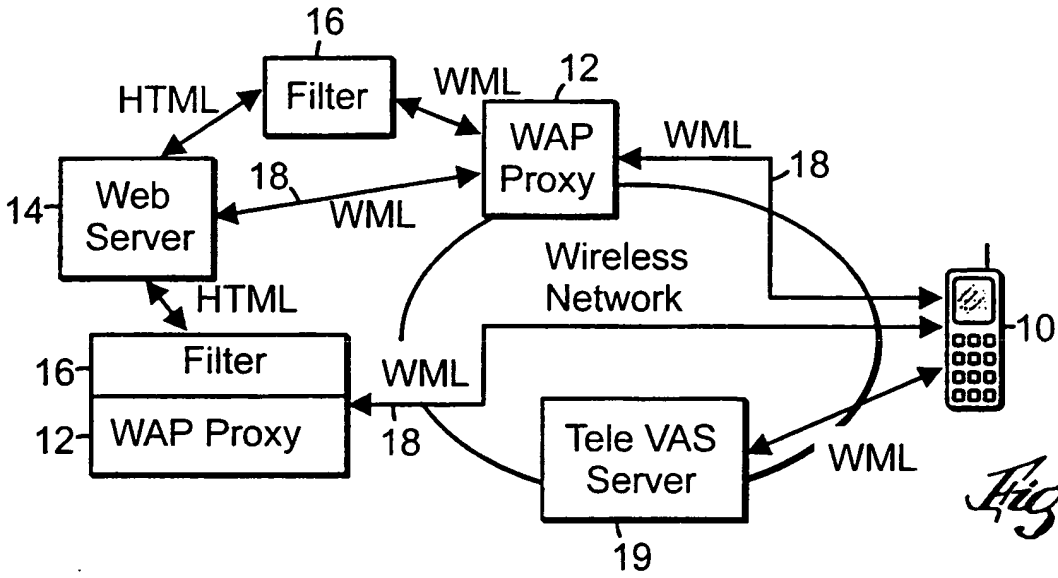 16
Filter
HTML
WML
12
WAP
Proxy
WML
18
14
Web
Server
18
WML
Wireless
Network
10
HTML
16
Filter
12
WAP Proxy
WML
18
Tele VAS
Server
WML
19
Fig